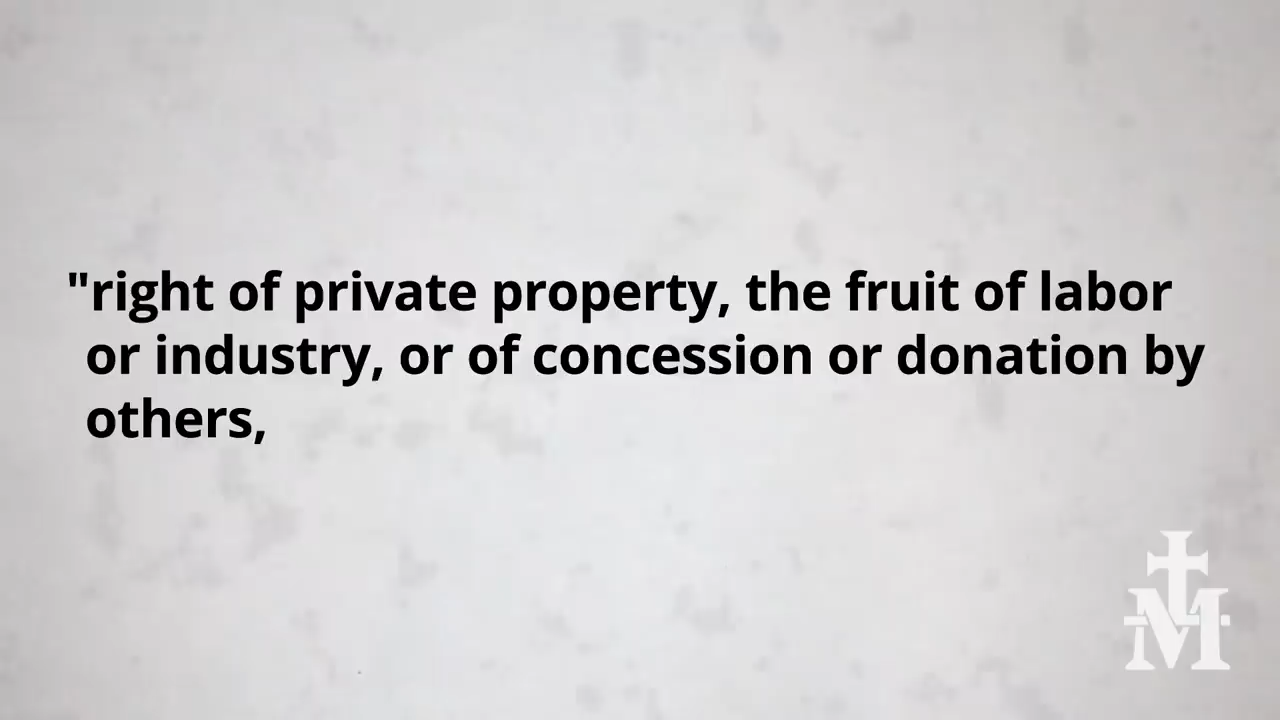 "right of private property, the fruit of labor
or industry, or of concession or donation by
others,
M